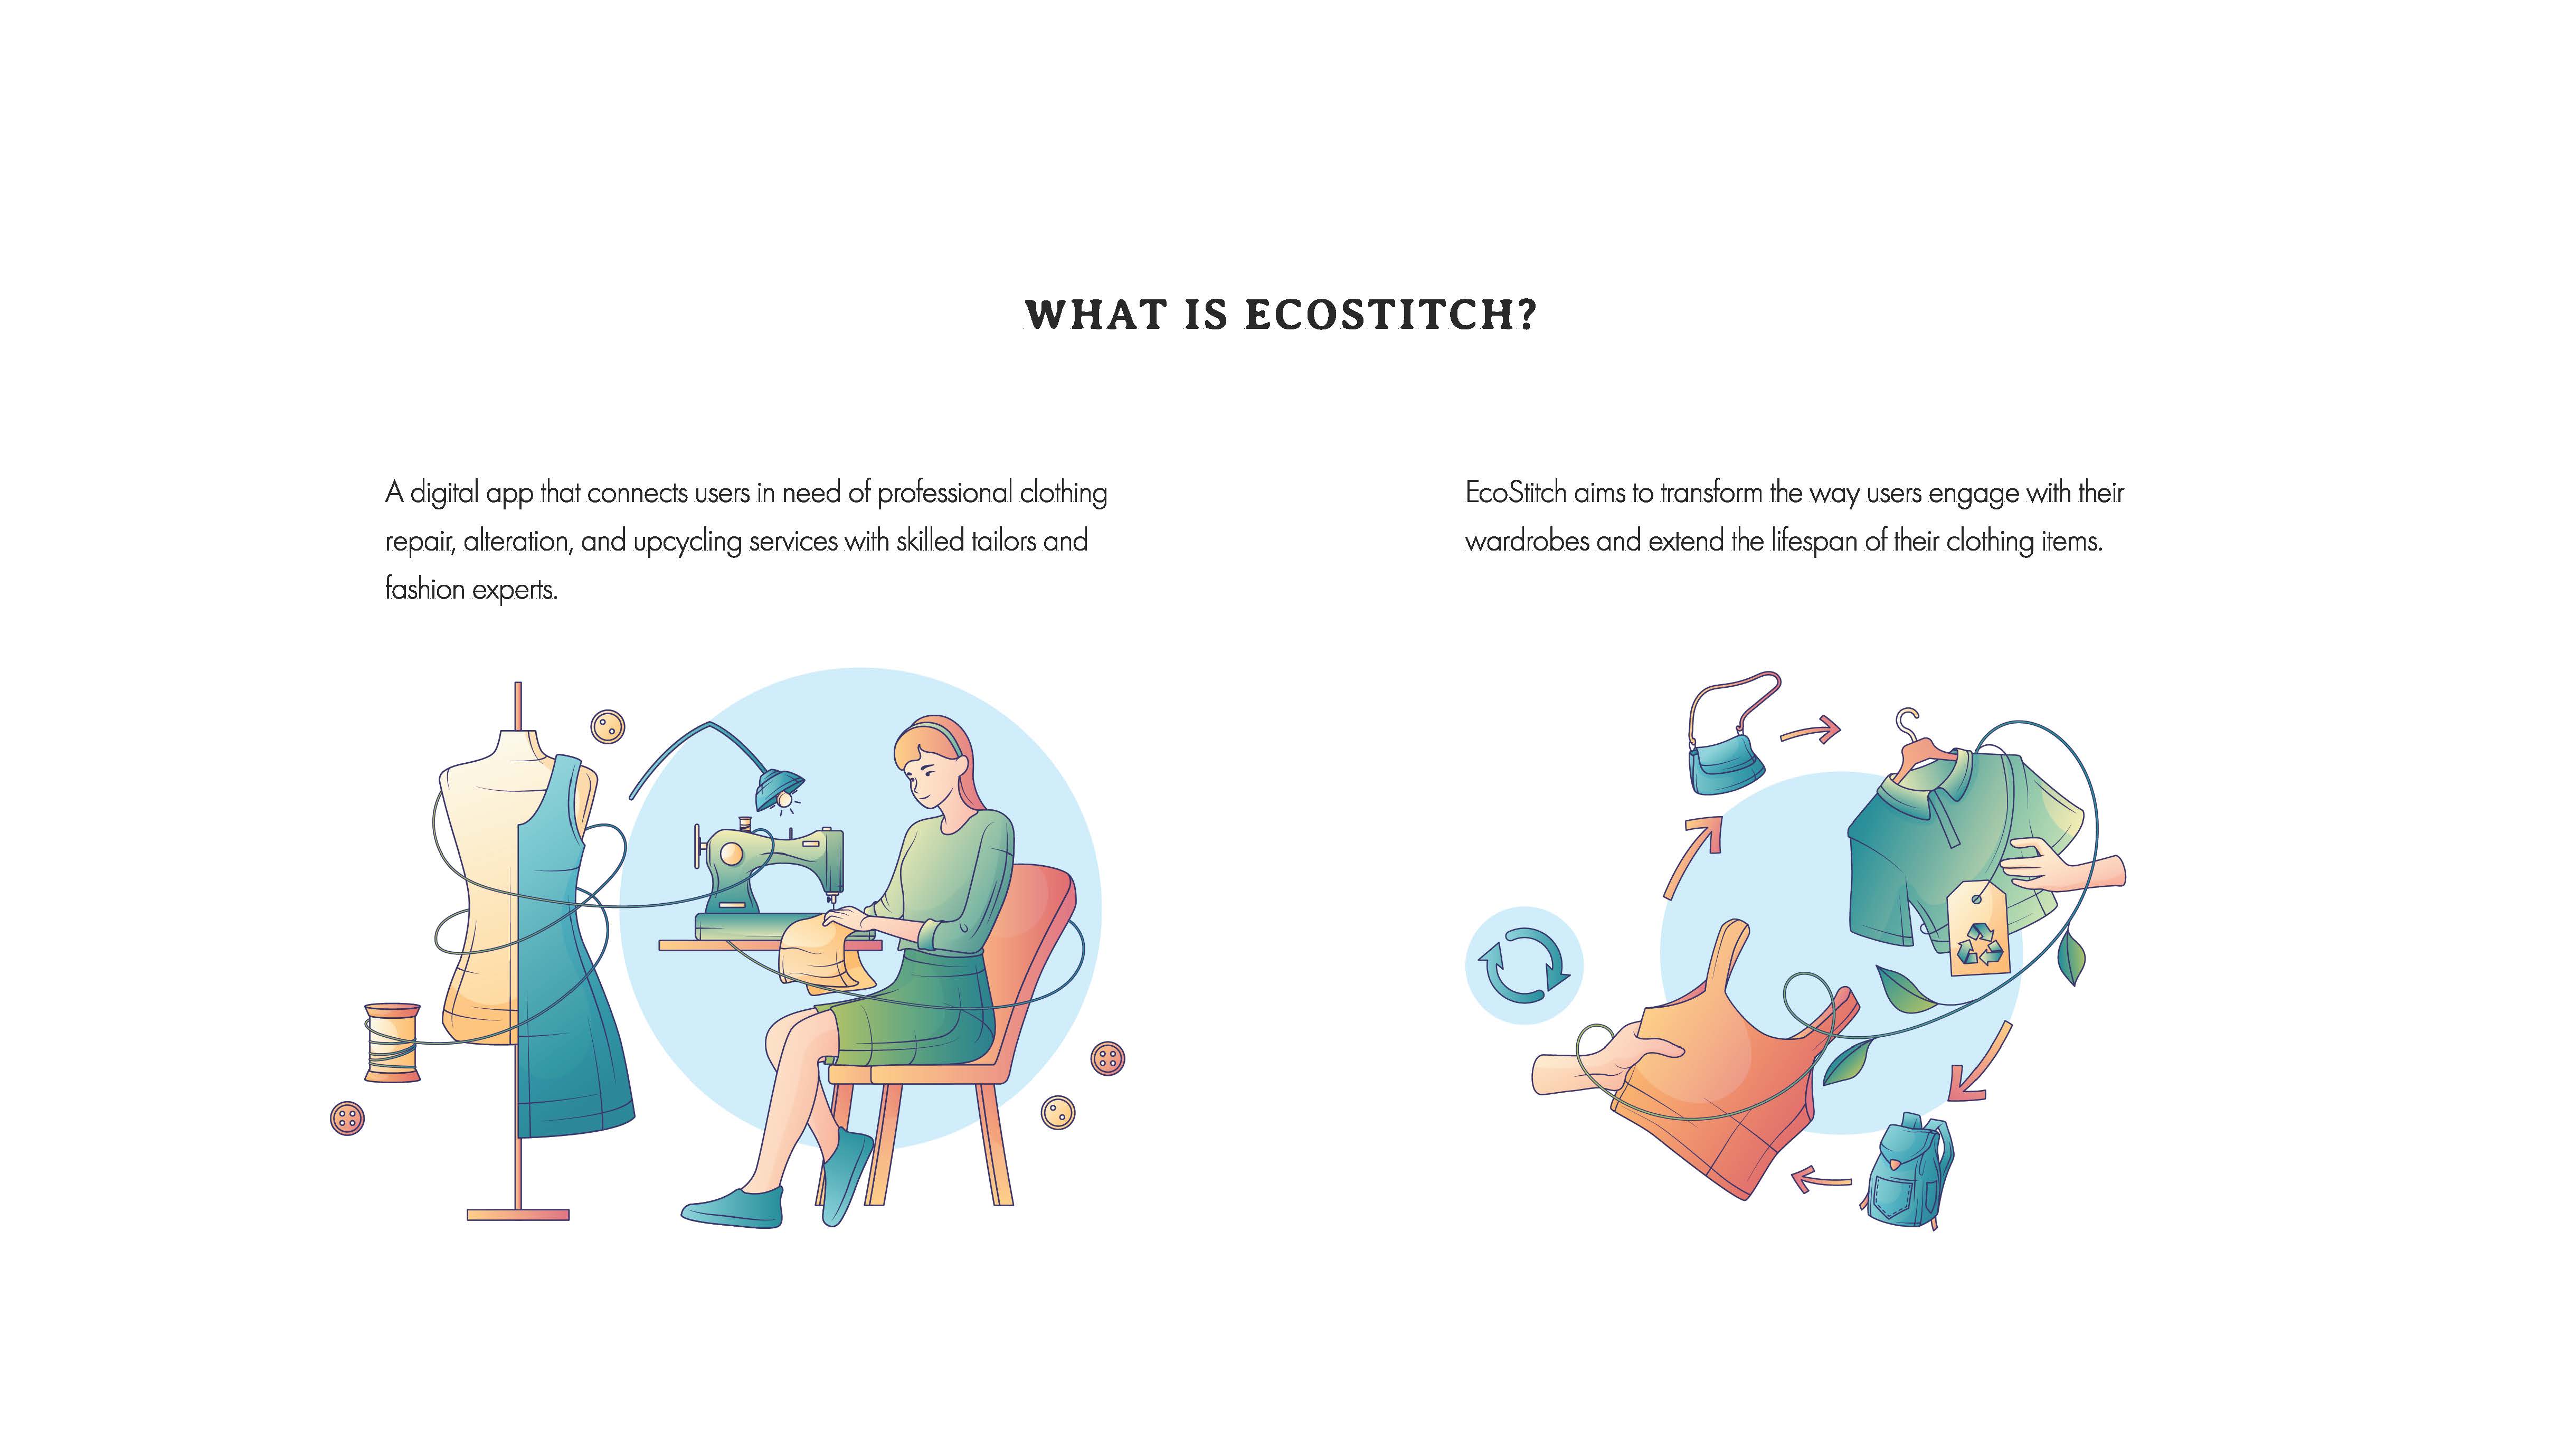 WHAT IS ECOSTITCH?
A digital app that connects users in need of professional clothing
repair, alteration, and upcycling services with skilled tailors and
fashion experts.
EcoStitch aims to transform the way users engage with their
wardrobes and extend the lifespan of their clothing items.